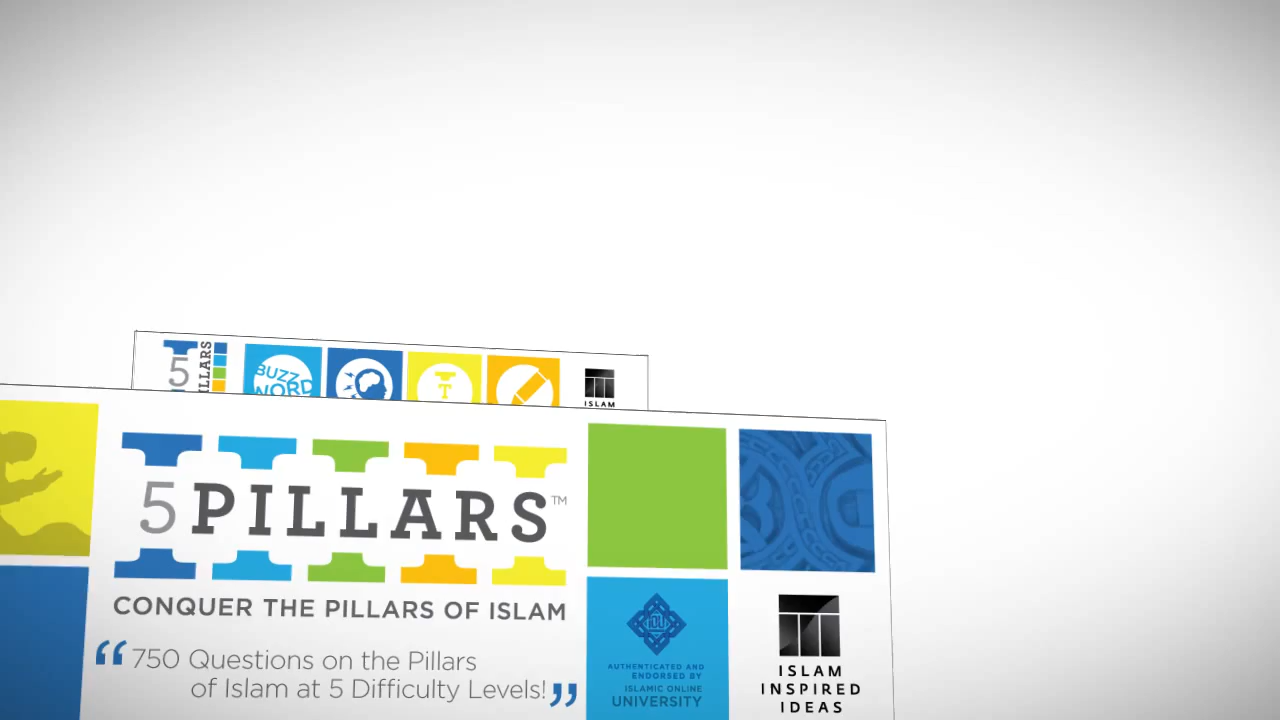 5 PILLARS
BUZZ
WORD
T
ISLAM
5PILLARS™
CONQUER THE PILLARS OF ISLAM
“750 Questions on the Pillars
of Islam at 5 Difficulty Levels!”
IOU
AUTHENTICATED AND
ENDORSED BY
ISLAMIC ONLINE
UNIVERSITY
ISLAM
INSPIRED
IDEAS